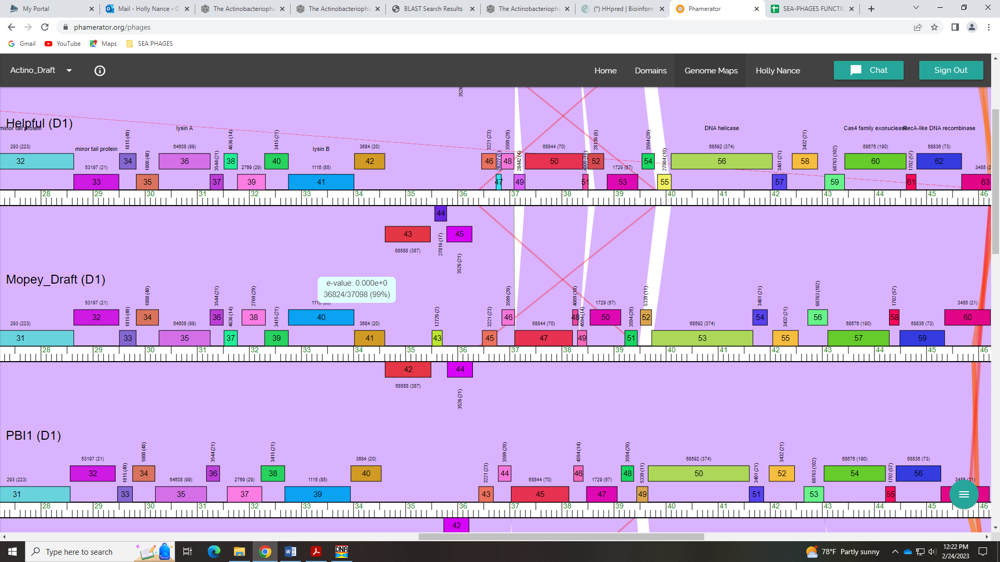 My Portal
Mail - Holly Nance - O
The Actinobacteriopha
The Actinobacteriopha
BLAST Search Results
The Actinobacteriopha
(*) HHpred | Bioinform
Phamerator
SEA-PHAGES FUNCTIO
phamerator.org/phages
Gmail
YouTube
Maps
SEA PHAGES
Actino_Draft
Home
Domains
Genome Maps
Holly Nance
Chat
Sign Out
3526
Helpful (D1)
minor tail protein
lysin A
DNA helicase
Cas4 family exonuclease
RecA-like DNA recombinase
minor tail protein
lysin B
293 (223)
1815 (49)
64608 (99)
4636 (14)
3415 (21)
3684 (20)
3221 (23)
3599 (20)
68844 (70)
28136 (6)
3594 (20)
68592 (374)
3432 (21)
68676 (190)
68836 (73)
32 34 36 38 40 42 46 48 50 52 54 56 58 60 62
53197 (21)
1808 (48)
3544 (21)
2769 (29)
1116 (85)
28227 (5)
28442 (4)
4009 (18)
1729 (57)
27904 (10)
3401 (21)
68763 (102)
1702 (57)
3485 (2
33 35 37 39 41 47 49 51 53 55 57 59 61 63
28 29 30 31 32 33 34 35 36 37 38 39 40 41 42 43 44 45 46
44
43 45
68588 (387)
27816 (17)
3526 (21)
Mopey_Draft (D1)
e-value: 0.000e+0
36824/37098 (99%)
53197 (21)
1808 (48)
3544 (21)
2769 (29)
1116 (85)
3599 (20)
4009 (18)
1729 (57)
5339 (11)
3401 (21)
68763 (102)
1702 (57)
3485 (21)
32 34 36 38 40 46 48 50 52 54 56 58 60
293 (223)
1815 (49)
64608 (99)
4636 (14)
3415 (21)
3684 (20)
12726 (2)
3221 (23)
68844 (70)
4594 (14)
3594 (20)
68592 (374)
3432 (21)
68676 (190)
68836 (73)
31 33 35 37 39 41 43 45 47 49 51 53 55 57 59
28 29 30 31 32 33 34 35 36 37 38 39 40 41 42 43 44 45 46
42 44
68588 (387)
3526 (21)
PBI1 (D1)
53197 (21)
1808 (48)
3544 (21)
3415 (21)
3684 (20)
3599 (20)
4594 (14)
3594 (20)
68592 (374)
3432 (21)
68676 (190)
68836 (73)
32 34 36 38 40 44 46 48 50 52 54 56
293 (223)
1815 (49)
64608 (99)
2769 (29)
1116 (85)
3221 (23)
68844 (70)
1729 (57)
5339 (11)
3401 (21)
68763 (102)
1702 (57)
3485 (21)
31 33 35 37 39 43 45 47 49 51 53 55
28 29 30 31 32 33 34 35 36 37 38 39 40 41 42 43 44 45 46
42
Type here to search
DNA
78°F Partly sunny
12:22 PM
2/24/2023